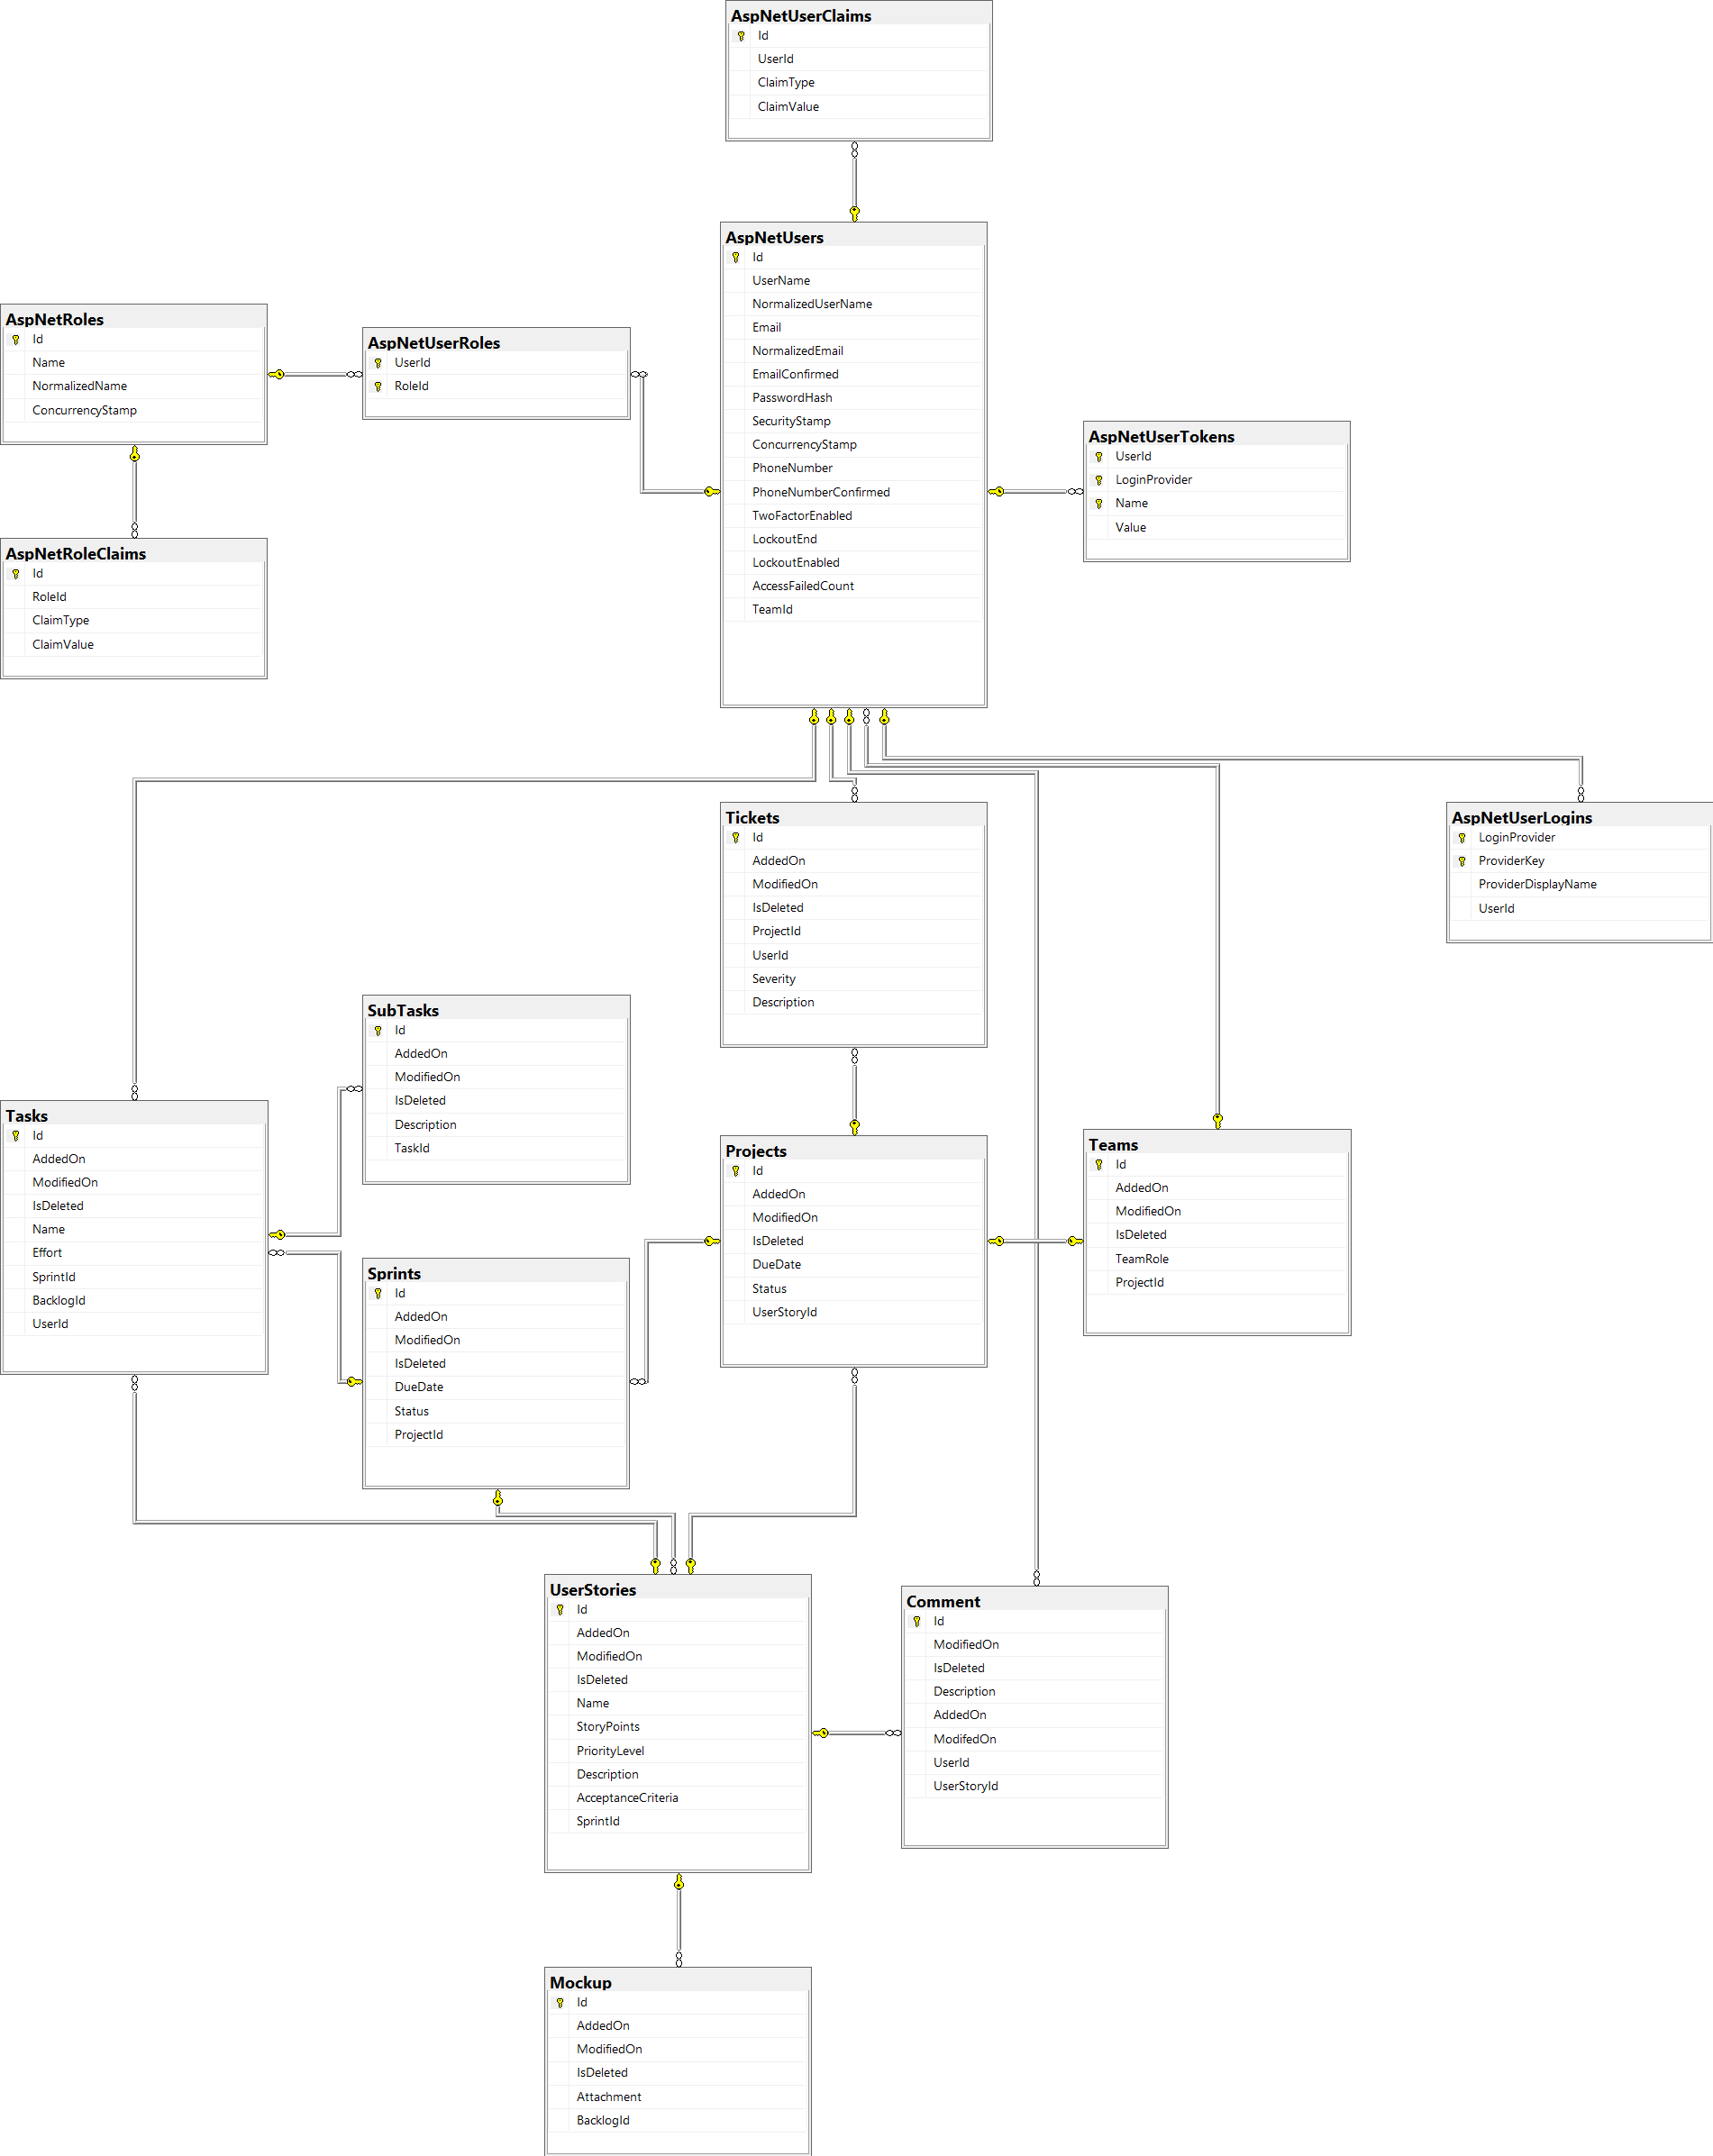 AspNetUserClaims
Id
UserId
ClaimType
ClaimValue
AspNetUsers
Id
UserName
NormalizedUserName
Email
NormalizedEmail
EmailConfirmed
PasswordHash
SecurityStamp
ConcurrencyStamp
PhoneNumber
PhoneNumberConfirmed
TwoFactorEnabled
LockoutEnd
LockoutEnabled
AccessFailedCount
TeamId
AspNetRoles
Id
Name
NormalizedName
ConcurrencyStamp
AspNetUserRoles
UserId
RoleId
AspNetUserTokens
UserId
LoginProvider
Name
Value
AspNetRoleClaims
Id
RoleId
ClaimType
ClaimValue
Tickets
Id
AddedOn
ModifiedOn
IsDeleted
ProjectId
UserId
Severity
Description
AspNetUserLogins
LoginProvider
ProviderKey
ProviderDisplayName
UserId
SubTasks
Id
AddedOn
ModifiedOn
IsDeleted
Description
TaskId
Tasks
Id
AddedOn
ModifiedOn
IsDeleted
Name
Effort
SprintId
BacklogId
UserId
Projects
Id
AddedOn
ModifiedOn
IsDeleted
DueDate
Status
UserStoryId
Teams
Id
AddedOn
ModifiedOn
IsDeleted
TeamRole
ProjectId
Sprints
Id
AddedOn
ModifiedOn
IsDeleted
DueDate
Status
ProjectId
UserStories
Id
AddedOn
ModifiedOn
IsDeleted
Name
StoryPoints
PriorityLevel
Description
AcceptanceCriteria
SprintId
Comment
Id
ModifiedOn
IsDeleted
Description
AddedOn
ModifedOn
UserId
UserStoryId
Mockup
Id
AddedOn
ModifiedOn
IsDeleted
Attachment
BacklogId